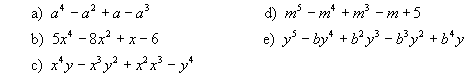 a) a⁴ − a² + a − a³
b) 5x⁴ − 8x² + x − 6
c) x⁴y − x³y² + x²x³ − y⁴
d) m⁵ − m⁴ + m³ − m + 5
e) y⁵ − by⁴ + b²y³ − b³y² + b⁴y